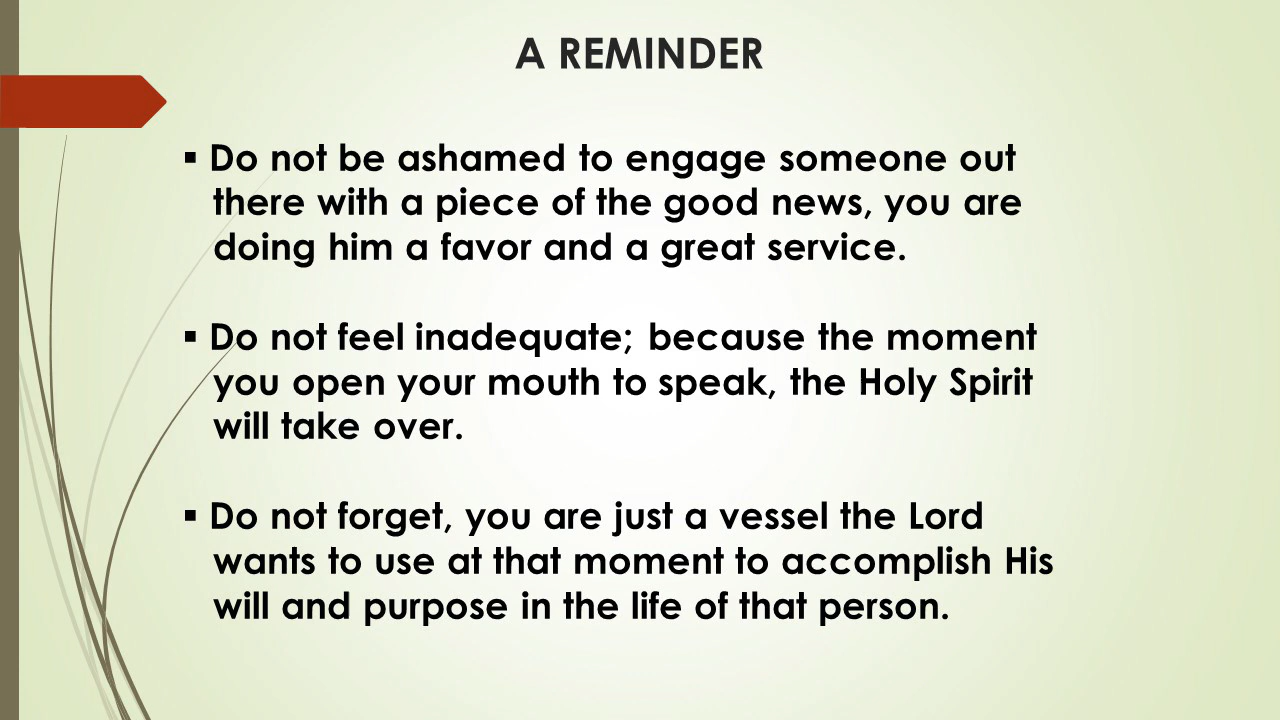 A REMINDER
▪ Do not be ashamed to engage someone out
there with a piece of the good news, you are
doing him a favor and a great service.
▪ Do not feel inadequate; because the moment
you open your mouth to speak, the Holy Spirit
will take over.
▪ Do not forget, you are just a vessel the Lord
wants to use at that moment to accomplish His
will and purpose in the life of that person.